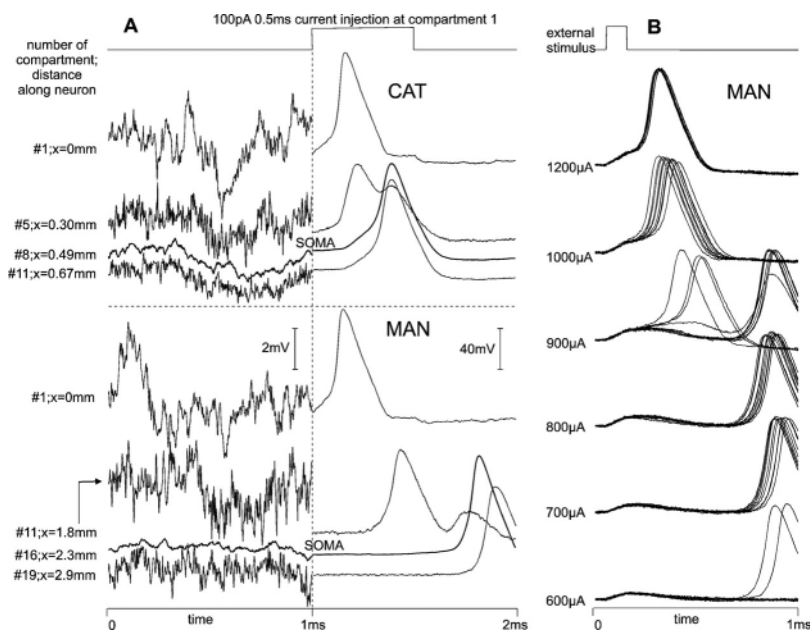 100pA 0.5ms current injection at compartment 1
A
number of
compartment;
distance
along neuron
CAT
#1;x=0mm
#5;x=0.30mm
SOMA
#8;x=0.49mm
#11;x=0.67mm
MAN
2mV
40mV
#1;x=0mm
#11;x=1.8mm
SOMA
#16;x=2.3mm
#19;x=2.9mm
0
time
1ms
2ms
B
external
stimulus
MAN
1200µA
1000µA
900µA
800µA
700µA
600µA
0
time
1ms